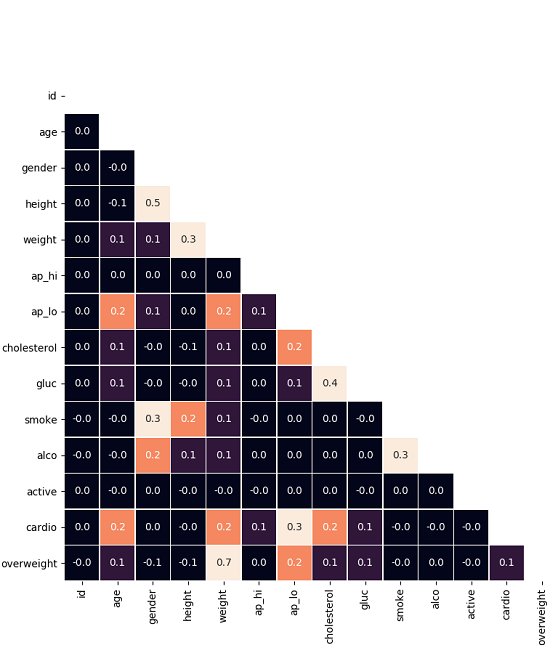 id
age 0.0
gender 0.0 -0.0
height 0.0 -0.1 0.5
weight 0.0 0.1 0.1 0.3
ap_hi 0.0 0.0 0.0 0.0 0.0
ap_lo 0.0 0.2 0.1 0.0 0.2 0.1
cholesterol 0.0 0.1 -0.0 -0.1 0.1 0.0 0.2
gluc 0.0 0.1 -0.0 -0.0 0.1 0.0 0.1 0.4
smoke -0.0 -0.0 0.3 0.2 0.1 -0.0 0.0 0.0 -0.0
alco -0.0 -0.0 0.2 0.1 0.1 0.0 0.0 0.0 0.0 0.3
active 0.0 -0.0 0.0 -0.0 -0.0 -0.0 0.0 0.0 -0.0 0.0 0.0
cardio 0.0 0.2 0.0 -0.0 0.2 0.1 0.3 0.2 0.1 -0.0 -0.0 -0.0
overweight -0.0 0.1 -0.1 -0.1 0.7 0.0 0.2 0.1 0.1 -0.0 0.0 -0.0 0.1
id age gender height weight ap_hi ap_lo cholesterol gluc smoke alco active cardio overweight